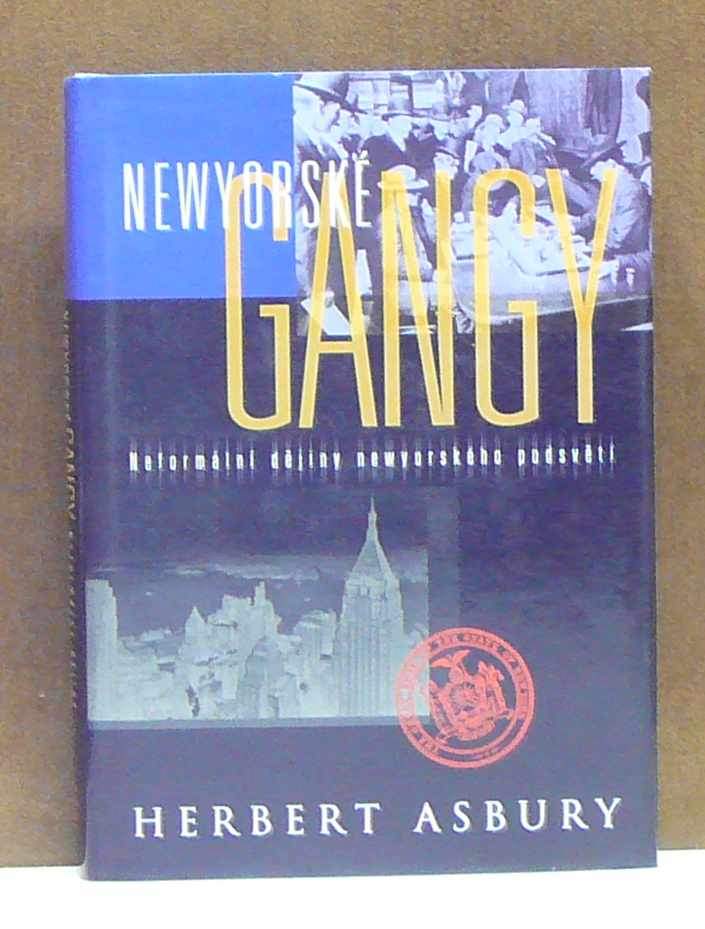 NEWYORSKÉ
GANGY
Neformální dějiny newyorského podsvětí
HERBERT ASBURY